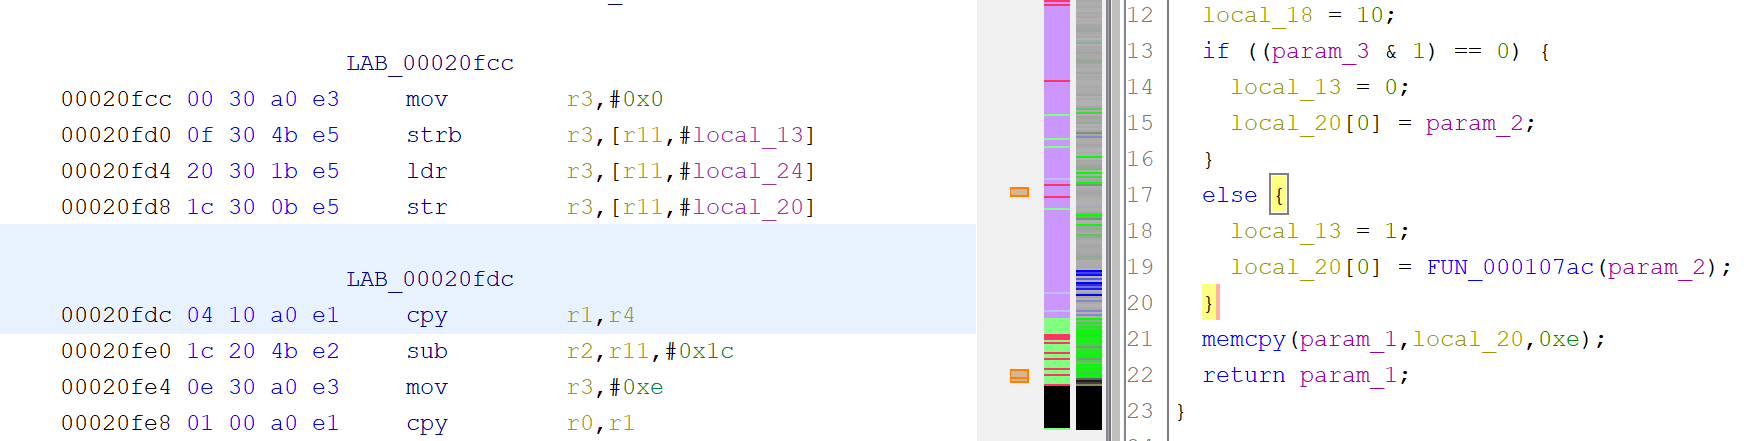 LAB_00020fcc
00020fcc 00 30 a0 e3 mov r3,#0x0
00020fd0 0f 30 4b e5 strb r3,[r11,#local_13]
00020fd4 20 30 1b e5 ldr r3,[r11,#local_24]
00020fd8 1c 30 0b e5 str r3,[r11,#local_20]
LAB_00020fdc
00020fdc 04 10 a0 e1 cpy r1,r4
00020fe0 1c 20 4b e2 sub r2,r11,#0x1c
00020fe4 0e 30 a0 e3 mov r3,#0xe
00020fe8 01 00 a0 e1 cpy r0,r1
12 local_18 = 10;
13 if ((param_3 & 1) == 0) {
14 local_13 = 0;
15 local_20[0] = param_2;
16 }
17 else {
18 local_13 = 1;
19 local_20[0] = FUN_000107ac(param_2);
20 }
21 memcpy(param_1,local_20,0xe);
22 return param_1;
23 }